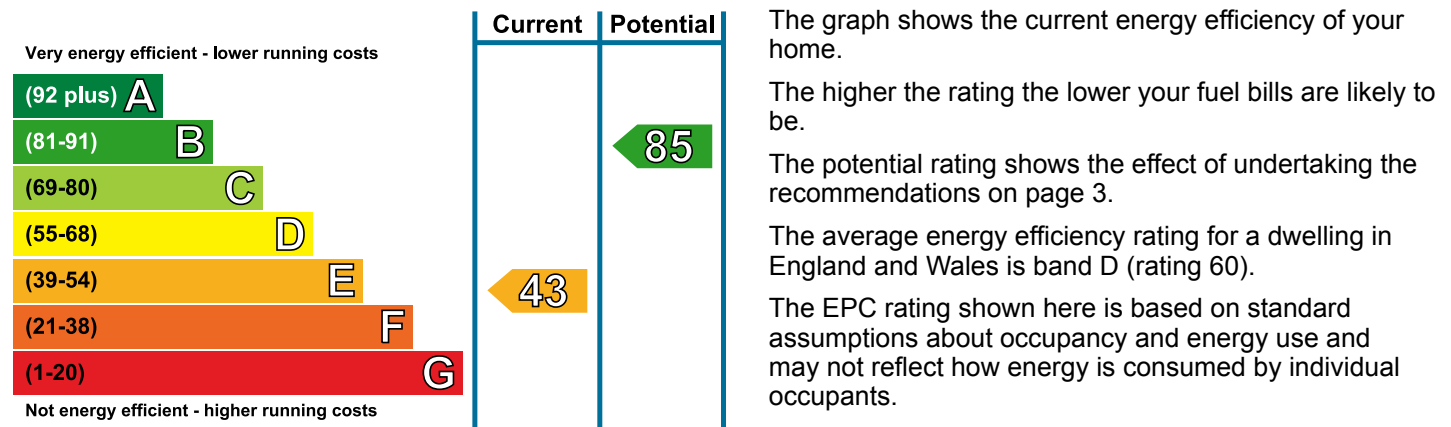 Current Potential
Very energy efficient - lower running costs
(92 plus) A
(81-91) B
85
(69-80) C
(55-68) D
(39-54) E
43
(21-38) F
(1-20) G
Not energy efficient - higher running costs
The graph shows the current energy efficiency of your
home.
The higher the rating the lower your fuel bills are likely to
be.
The potential rating shows the effect of undertaking the
recommendations on page 3.
The average energy efficiency rating for a dwelling in
England and Wales is band D (rating 60).
The EPC rating shown here is based on standard
assumptions about occupancy and energy use and
may not reflect how energy is consumed by individual
occupants.